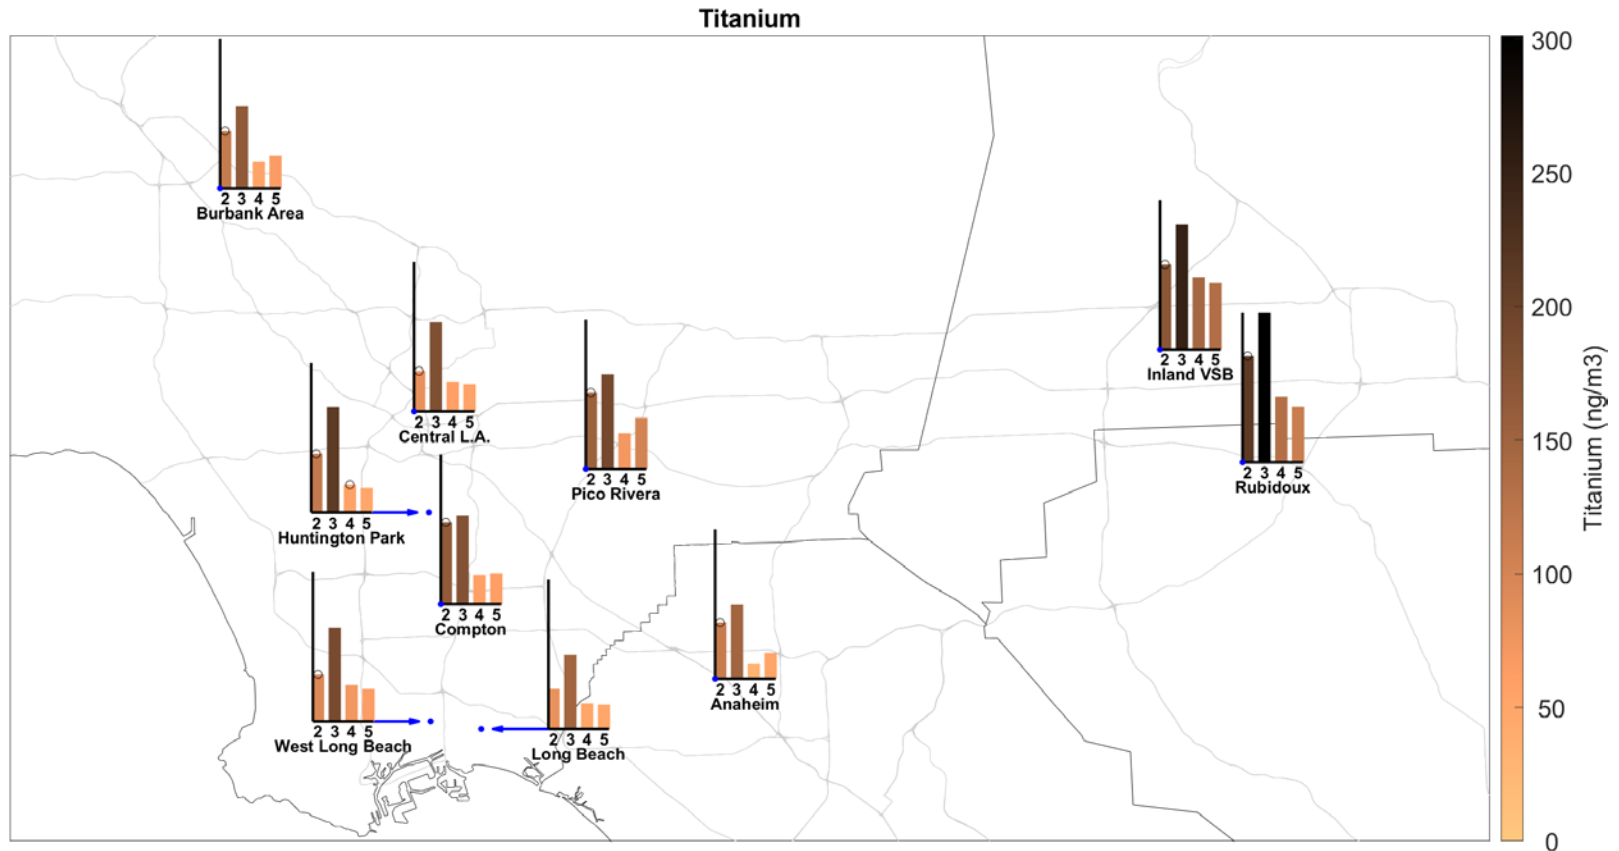 Titanium
300
250
200
150
100
50
0
Titanium (ng/m3)
2 3 4 5
Burbank Area
2 3 4 5
Inland VSB
2 3 4 5
Central L.A.
2 3 4 5
Pico Rivera
2 3 4 5
Rubidoux
2 3 4 5
Huntington Park
2 3 4 5
Compton
2 3 4 5
Anaheim
2 3 4 5
West Long Beach
2 3 4 5
Long Beach